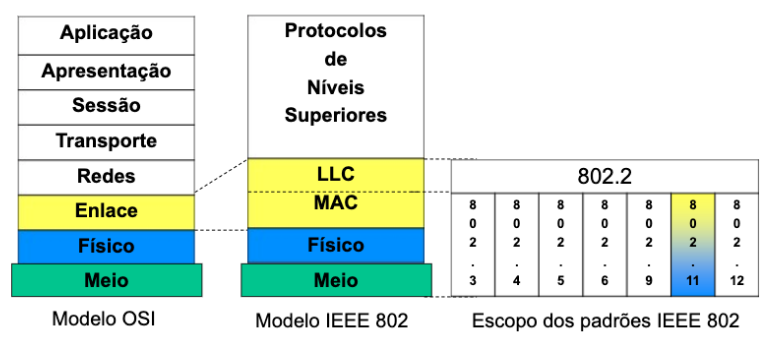 Aplicação
Apresentação
Sessão
Transporte
Redes
Enlace
Físico
Meio
Modelo OSI
Protocolos
de
Níveis
Superiores
LLC
MAC
Físico
Meio
Modelo IEEE 802
802.2
802.3
802.4
802.5
802.6
802.9
802.11
802.12
Escopo dos padrões IEEE 802